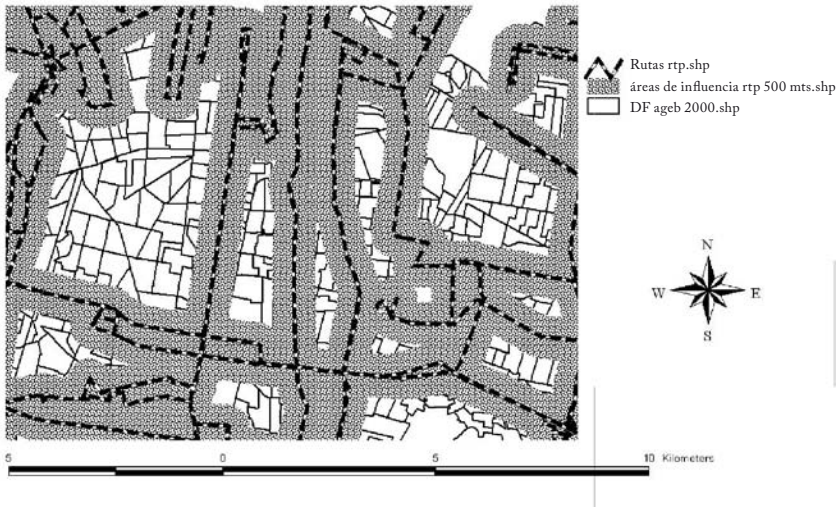 Rutas rtp.shp
áreas de influencia rtp 500 mts.shp
DF ageb 2000.shp
N
W E
S
5 0 5 10 Kilometers